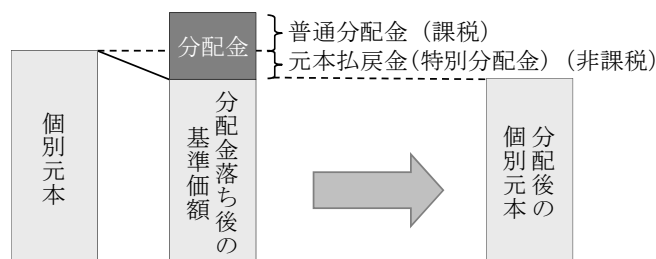 分配金
普通分配金（課税）
元本払戻金（特別分配金）（非課税）
個別元本
分配金落ち後の
基準価額
分配後の
個別元本